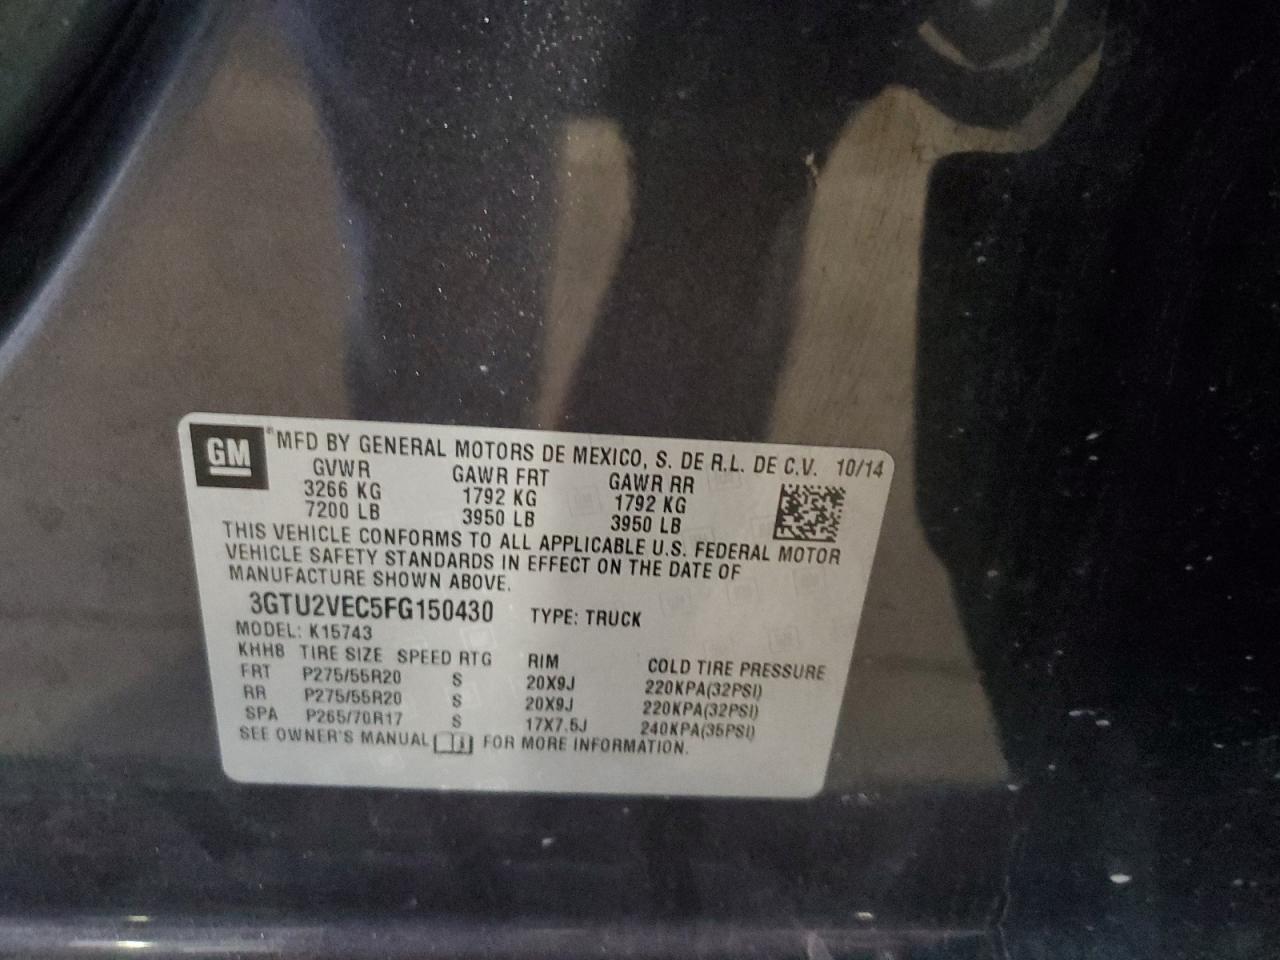 GM
®MFD BY GENERAL MOTORS DE MEXICO, S. DE R.L. DE C.V. 10/14
GVWR GAWR FRT GAWR RR
3266 KG 1792 KG 1792 KG
7200 LB 3950 LB 3950 LB
THIS VEHICLE CONFORMS TO ALL APPLICABLE U.S. FEDERAL MOTOR
VEHICLE SAFETY STANDARDS IN EFFECT ON THE DATE OF
MANUFACTURE SHOWN ABOVE.
3GTU2VEC5FG150430 TYPE: TRUCK
MODEL: K15743
KHH8 TIRE SIZE SPEED RTG RIM COLD TIRE PRESSURE
FRT P275/55R20 S 20X9J 220KPA(32PSI)
RR P275/55R20 S 20X9J 220KPA(32PSI)
SPA P265/70R17 S 17X7.5J 240KPA(35PSI)
SEE OWNER'S MANUAL FOR MORE INFORMATION.